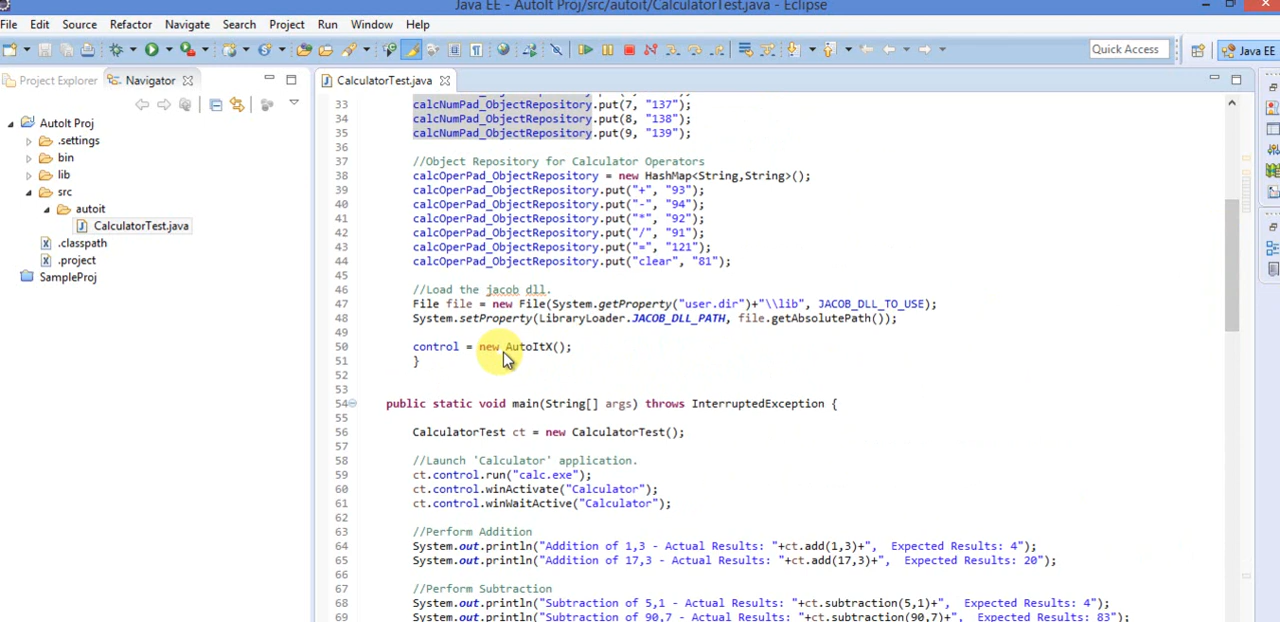 Java EE - AutoIt Proj/src/autoit/CalculatorTest.java - Eclipse
File Edit Source Refactor Navigate Search Project Run Window Help
Quick Access Java EE
Project Explorer Navigator CalculatorTest.java
AutoIt Proj
.settings
bin
lib
src
autoit
CalculatorTest.java
.classpath
.project
SampleProj
33 calcNumPad_ObjectRepository.put(7, "137");
34 calcNumPad_ObjectRepository.put(8, "138");
35 calcNumPad_ObjectRepository.put(9, "139");
36
37 //Object Repository for Calculator Operators
38 calcOperPad_ObjectRepository = new HashMap<String,String>();
39 calcOperPad_ObjectRepository.put("+", "93");
40 calcOperPad_ObjectRepository.put("-", "94");
41 calcOperPad_ObjectRepository.put("*", "92");
42 calcOperPad_ObjectRepository.put("/", "91");
43 calcOperPad_ObjectRepository.put("=", "121");
44 calcOperPad_ObjectRepository.put("clear", "81");
45
46 //Load the jacob dll.
47 File file = new File(System.getProperty("user.dir")+"\\lib", JACOB_DLL_TO_USE);
48 System.setProperty(LibraryLoader.JACOB_DLL_PATH, file.getAbsolutePath());
49
50 control = new AutoItX();
51 }
52
53
54 public static void main(String[] args) throws InterruptedException {
55
56 CalculatorTest ct = new CalculatorTest();
57
58 //Launch 'Calculator' application.
59 ct.control.run("calc.exe");
60 ct.control.winActivate("Calculator");
61 ct.control.winWaitActive("Calculator");
62
63 //Perform Addition
64 System.out.println("Addition of 1,3 - Actual Results: "+ct.add(1,3)+", Expected Results: 4");
65 System.out.println("Addition of 17,3 - Actual Results: "+ct.add(17,3)+", Expected Results: 20");
66
67 //Perform Subtraction
68 System.out.println("Subtraction of 5,1 - Actual Results: "+ct.subtraction(5,1)+", Expected Results: 4");
69 System.out.println("Subtraction of 90,7 - Actual Results: "+ct.subtraction(90,7)+", Expected Results: 83");